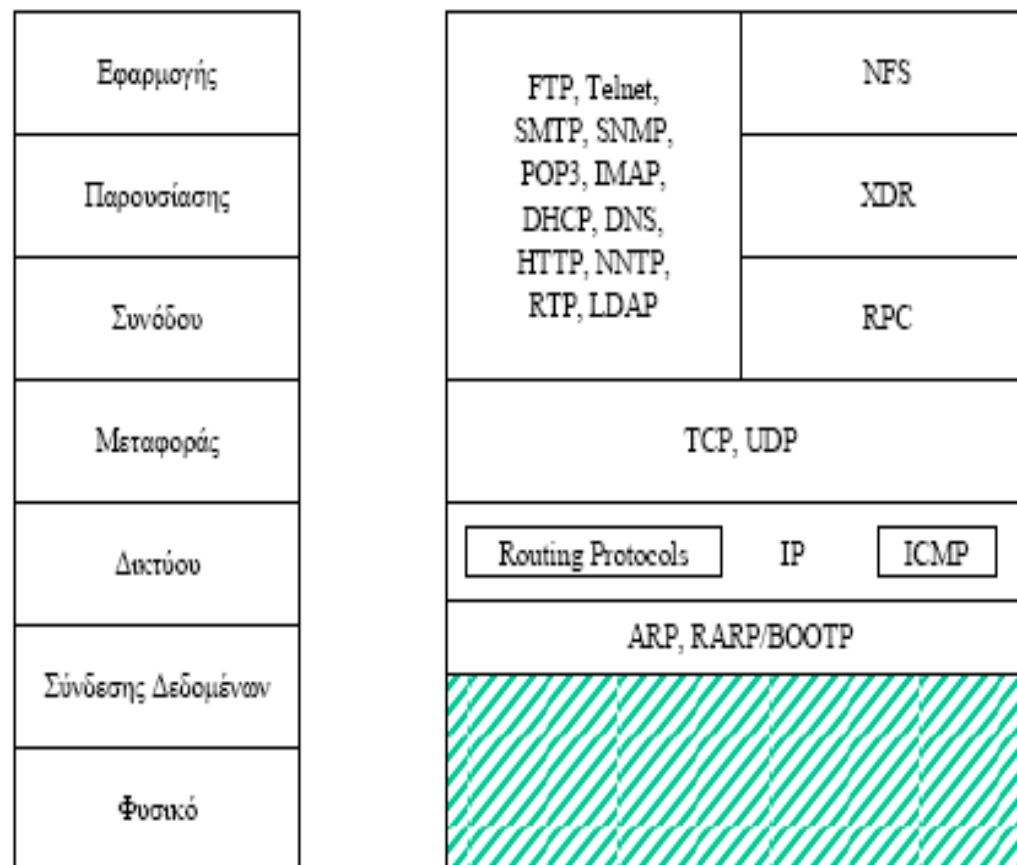 Εφαρμογής
Παρουσίασης
Συνόδου
Μεταφοράς
Δικτύου
Σύνδεσης Δεδομένων
Φυσικό
FTP, Telnet,
SMTP, SNMP,
POP3, IMAP,
DHCP, DNS,
HTTP, NNTP,
RTP, LDAP
NFS
XDR
RPC
TCP, UDP
Routing Protocols IP ICMP
ARP, RARP/BOOTP